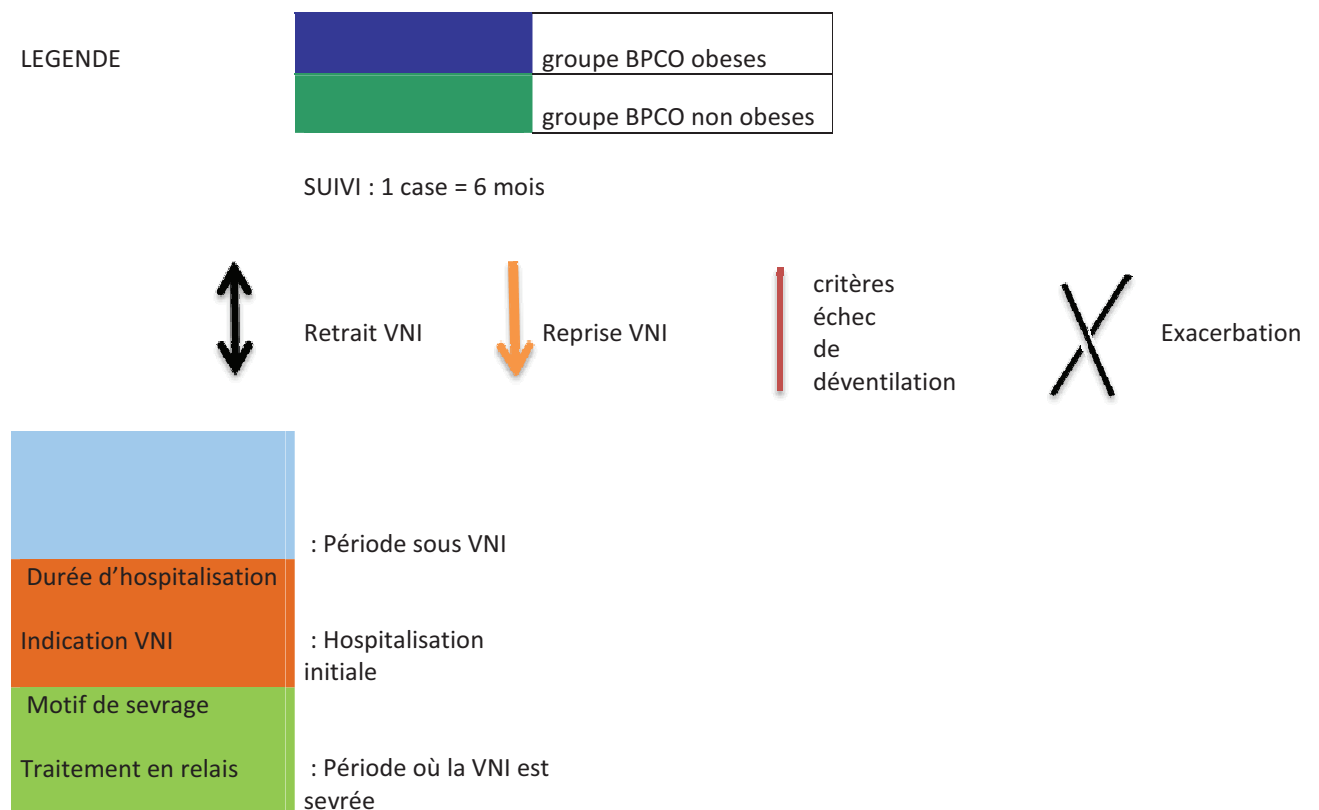 LEGENDE
groupe BPCO obeses
groupe BPCO non obeses
SUIVI : 1 case = 6 mois
Retrait VNI
Reprise VNI
critères
échec
de
déventilation
Exacerbation
: Période sous VNI
Durée d’hospitalisation
Indication VNI
: Hospitalisation
initiale
Motif de sevrage
Traitement en relais
: Période où la VNI est
sevrée